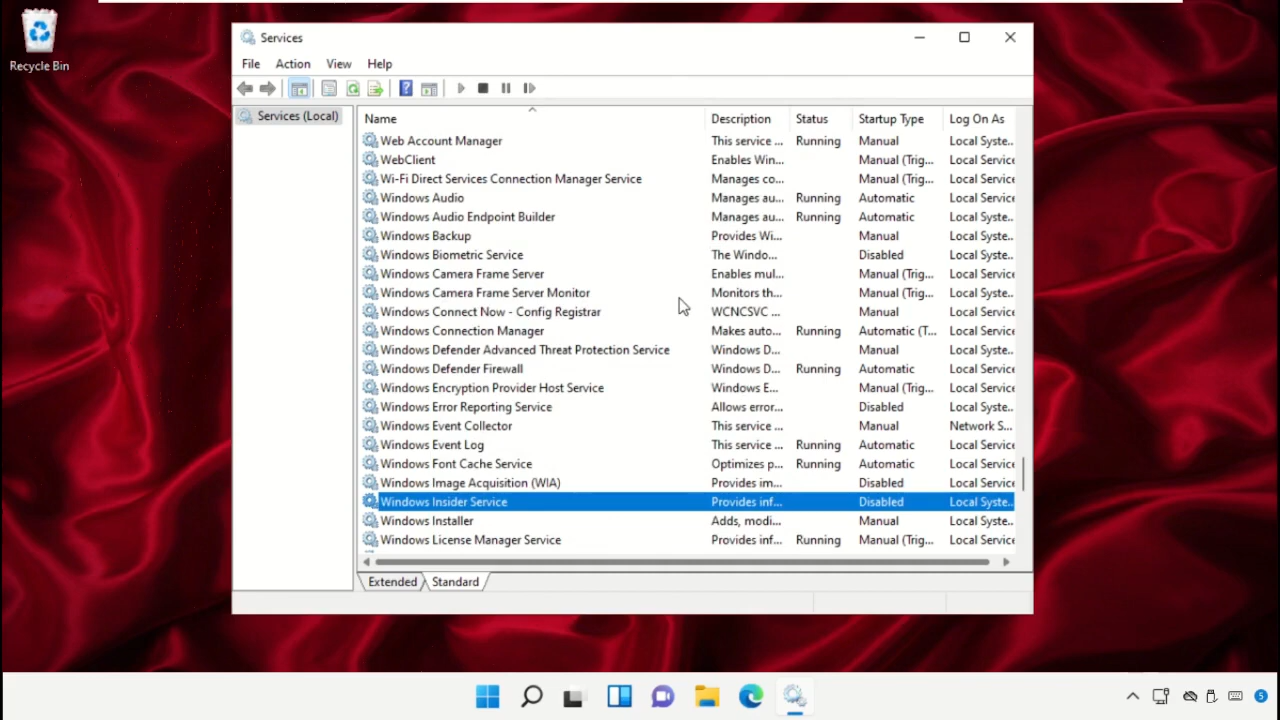 Recycle Bin
Services
File Action View Help
Services (Local)
Name Description Status Startup Type Log On As
Web Account Manager This service ... Running Manual Local Syste...
WebClient Enables Win... Manual (Trig... Local Service
Wi-Fi Direct Services Connection Manager Service Manages co... Manual (Trig... Local Service
Windows Audio Manages au... Running Automatic Local Service
Windows Audio Endpoint Builder Manages au... Running Automatic Local Syste...
Windows Backup Provides Wi... Manual Local Syste...
Windows Biometric Service The Windo... Disabled Local Syste...
Windows Camera Frame Server Enables mul... Manual (Trig... Local Service
Windows Camera Frame Server Monitor Monitors th... Manual (Trig... Local Syste...
Windows Connect Now - Config Registrar WCNCSVC ... Manual Local Service
Windows Connection Manager Makes auto... Running Automatic (T... Local Service
Windows Defender Advanced Threat Protection Service Windows D... Manual Local Syste...
Windows Defender Firewall Windows D... Running Automatic Local Service
Windows Encryption Provider Host Service Windows E... Manual (Trig... Local Service
Windows Error Reporting Service Allows error... Disabled Local Syste...
Windows Event Collector This service ... Manual Network S...
Windows Event Log This service ... Running Automatic Local Service
Windows Font Cache Service Optimizes p... Running Automatic Local Service
Windows Image Acquisition (WIA) Provides im... Disabled Local Service
Windows Insider Service Provides inf... Disabled Local Syste...
Windows Installer Adds, modi... Manual Local Syste...
Windows License Manager Service Provides inf... Running Manual (Trig... Local Service
Extended Standard
5